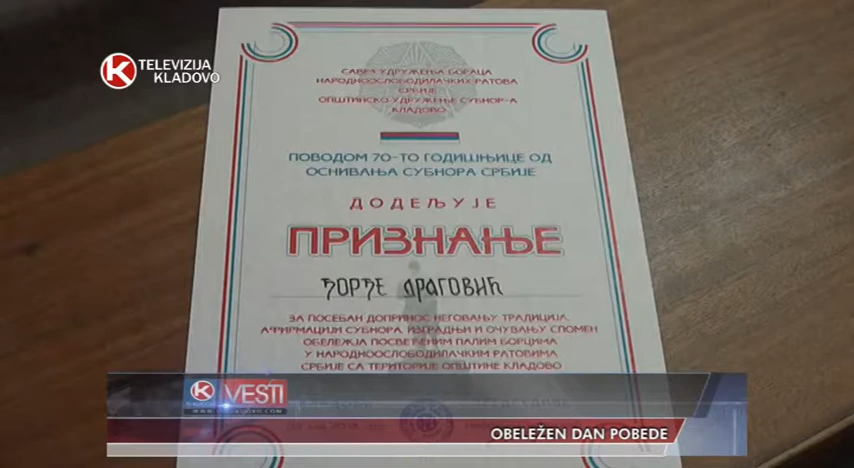 TELEVIZIJA
KLADOVO
САВЕЗ УДРУЖЕЊА БОРАЦА
НАРОДНООСЛОБОДИЛАЧКИХ РАТОВА
СРБИЈЕ
ОПШТИНСКО УДРУЖЕЊЕ СУБНОР-А
КЛАДОВО
ПОВОДОМ 70-ТО ГОДИШЊИЦЕ ОД
ОСНИВАЊА СУБНОРА СРБИЈЕ
ДОДЕЉУЈЕ
ПРИЗНАЊЕ
ЂОРЂЕ ДРАГОВИЋ
ЗА ПОСЕБАН ДОПРИНОС НЕГОВАЊУ ТРАДИЦИЈА,
АФИРМАЦИЈИ СУБНОРА, ИЗГРАДЊИ И ОЧУВАЊУ СПОМЕН
ОБЕЛЕЖЈА ПОСВЕЋЕНИМ ПАЛИМ БОРЦИМА
У НАРОДНООСЛОБОДИЛАЧКИМ РАТОВИМА
СРБИЈЕ СА ТЕРИТОРИЈЕ ОПШТИНЕ КЛАДОВО
VESTI
OBELEŽEN DAN POBEDE